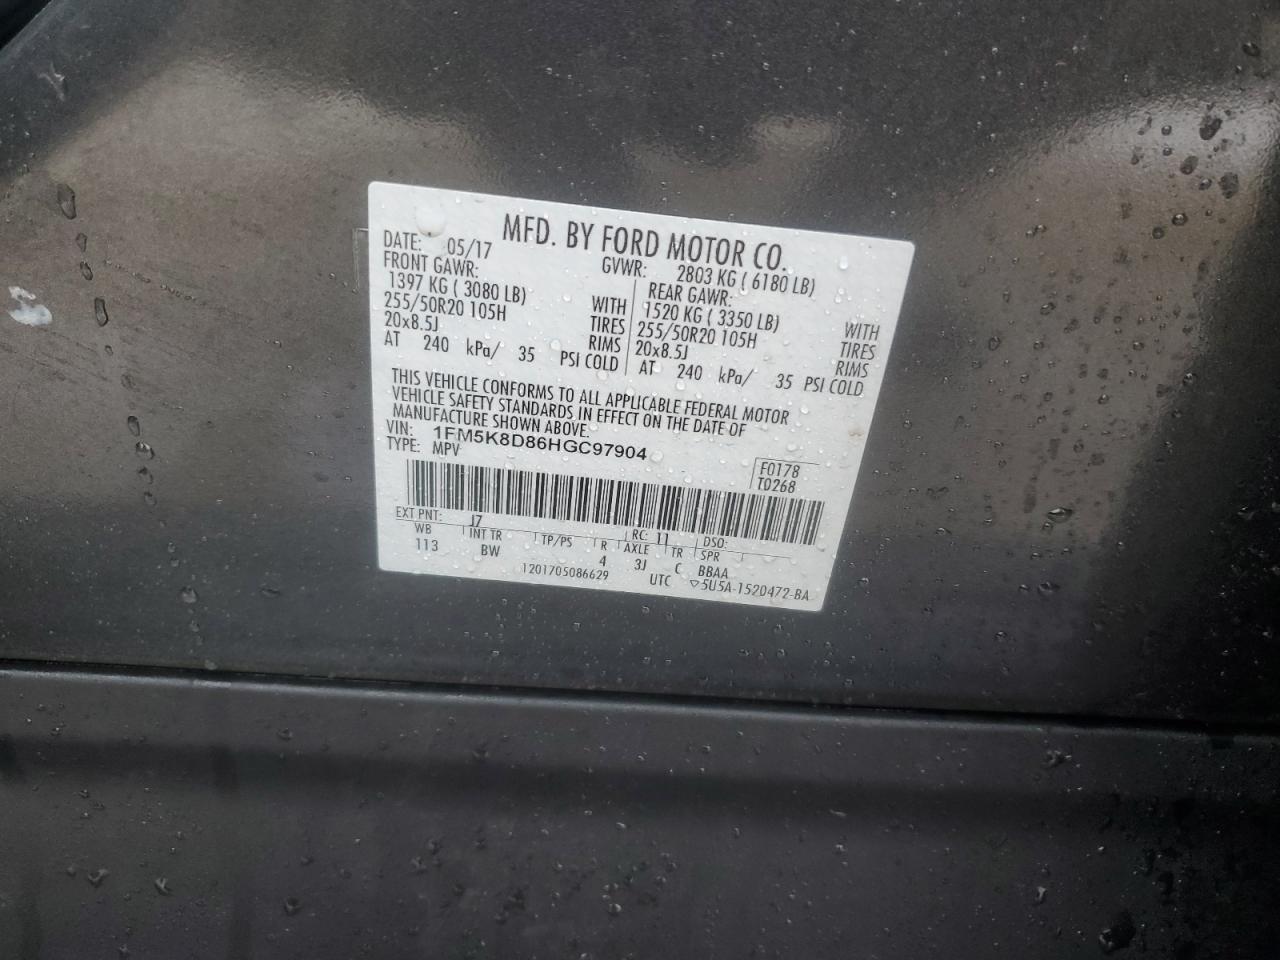 MFD. BY FORD MOTOR CO.
DATE: 05/17 GVWR: 2803 KG ( 6180 LB)
FRONT GAWR: REAR GAWR:
1397 KG ( 3080 LB) WITH 1520 KG ( 3350 LB) WITH
255/50R20 105H TIRES 255/50R20 105H TIRES
20x8.5J RIMS 20x8.5J RIMS
AT 240 kPa/ 35 PSI COLD AT 240 kPa/ 35 PSI COLD
THIS VEHICLE CONFORMS TO ALL APPLICABLE FEDERAL MOTOR
VEHICLE SAFETY STANDARDS IN EFFECT ON THE DATE OF
MANUFACTURE SHOWN ABOVE.
VIN: 1FM5K8D86HGC97904
TYPE: MPV
F0178
T0268
EXT PNT: J7 RC: 11 DSO:
WB INT TR TP/PS R AXLE TR SPR
113 BW 4 3J C BBAA
1201705086629 UTC ▽5U5A-1520472-BA